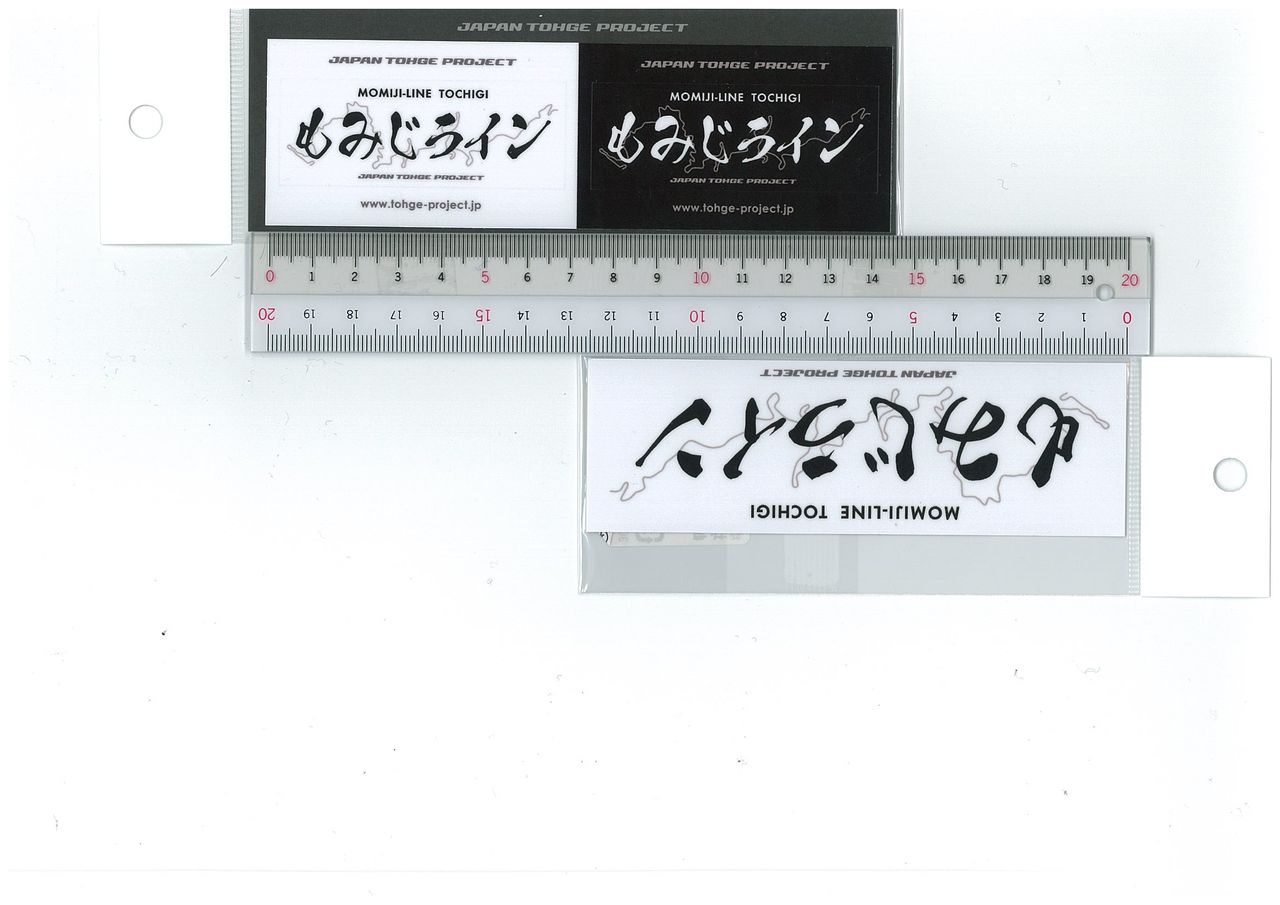 JAPAN TOHGE PROJECT
JAPAN TOHGE PROJECT
MOMIJI-LINE TOCHIGI
もみじライン
JAPAN TOHGE PROJECT
www.tohge-project.jp
JAPAN TOHGE PROJECT
MOMIJI-LINE TOCHIGI
もみじライン
JAPAN TOHGE PROJECT
www.tohge-project.jp
0 1 2 3 4 5 6 7 8 9 10 11 12 13 14 15 16 17 18 19 20
20 19 18 17 16 15 14 13 12 11 10 9 8 7 6 5 4 3 2 1 0
MOMIJI-LINE TOCHIGI
もみじライン
JAPAN TOHGE PROJECT